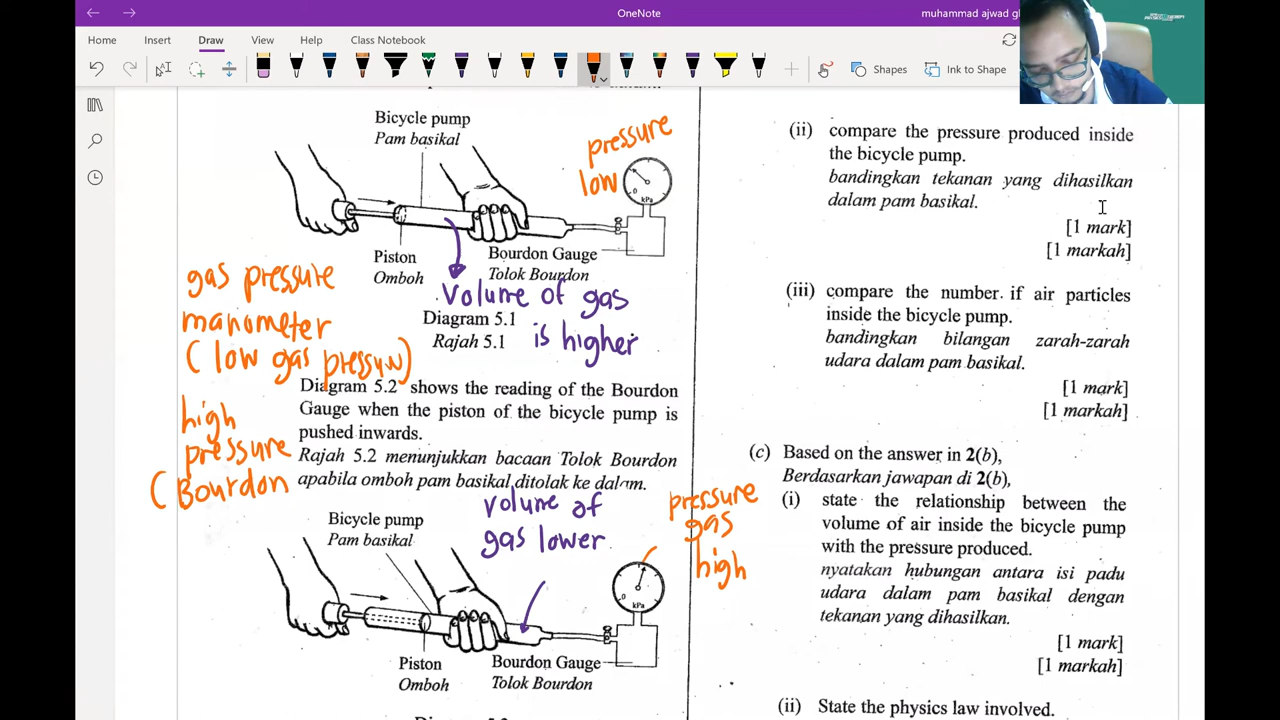 OneNote
muhammad ajwad gh
Home Insert Draw View Help Class Notebook
Shapes Ink to Shape
Bicycle pump
Pam basikal
pressure
low
0
kPa
Piston
Omboh
Bourdon Gauge
Tolok Bourdon
gas pressure
manometer
(low gas pressure)
Volume of gas
is higher
Diagram 5.1
Rajah 5.1
high
pressure
(Bourdon
Diagram 5.2 shows the reading of the Bourdon
Gauge when the piston of the bicycle pump is
pushed inwards.
Rajah 5.2 menunjukkan bacaan Tolok Bourdon
apabila omboh pam basikal ditolak ke dalam.
Volume of
gas lower
pressure
gas
high
Bicycle pump
Pam basikal
0
kPa
Piston
Omboh
Bourdon Gauge
Tolok Bourdon
(ii) compare the pressure produced inside
the bicycle pump.
bandingkan tekanan yang dihasilkan
dalam pam basikal.
[1 mark]
[1 markah]
(iii) compare the number. if air particles
inside the bicycle pump.
bandingkan bilangan zarah-zarah
udara dalam pam basikal.
[1 mark]
[1 markah]
(c) Based on the answer in 2(b),
Berdasarkan jawapan di 2(b),
(i) state the relationship between the
volume of air inside the bicycle pump
with the pressure produced.
nyatakan hubungan antara isi padu
udara dalam pam basikal dengan
tekanan yang dihasilkan.
[1 mark]
[1 markah]
(ii) State the physics law involved.